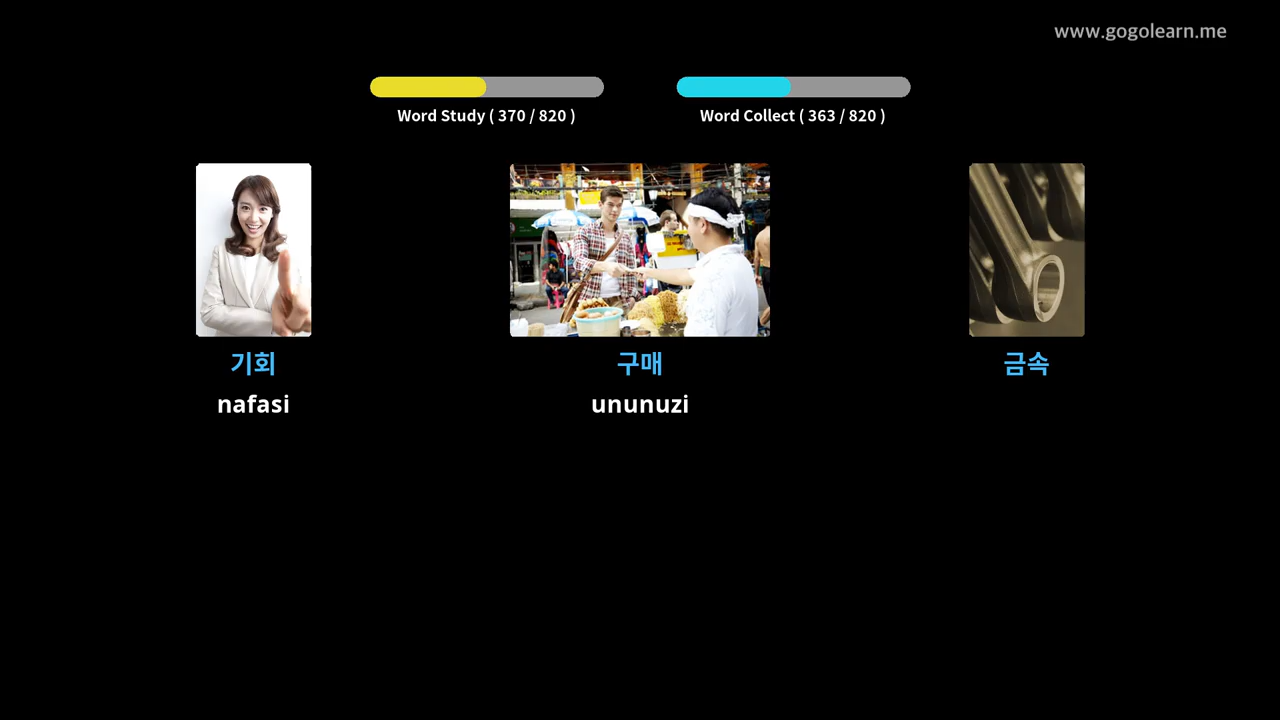 www.gogolearn.me
Word Study ( 370 / 820 )
Word Collect ( 363 / 820 )
기회
구매
금속
nafasi
ununuzi